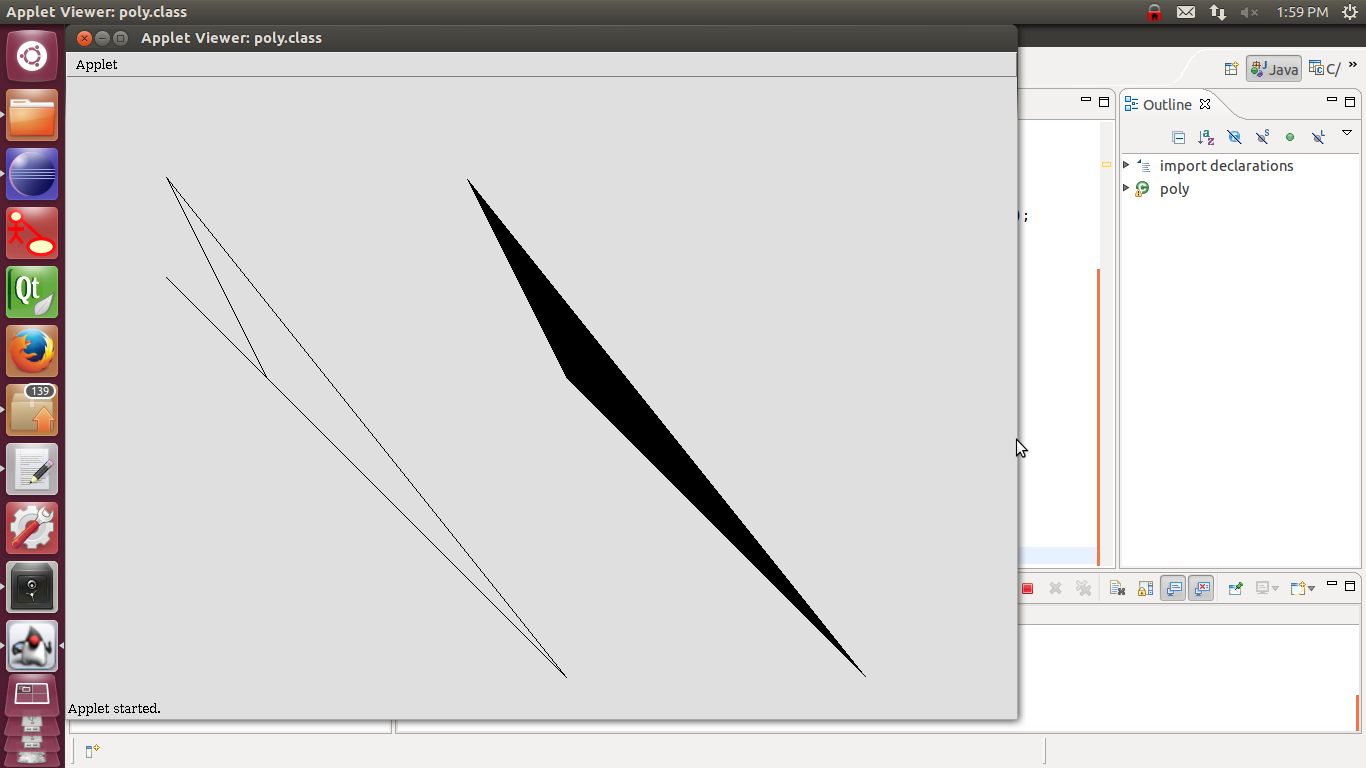 Applet Viewer: poly.class
1:59 PM
Applet Viewer: poly.class
Applet
Java
C/
»
Outline
import declarations
poly
);
Qt
139
Applet started.